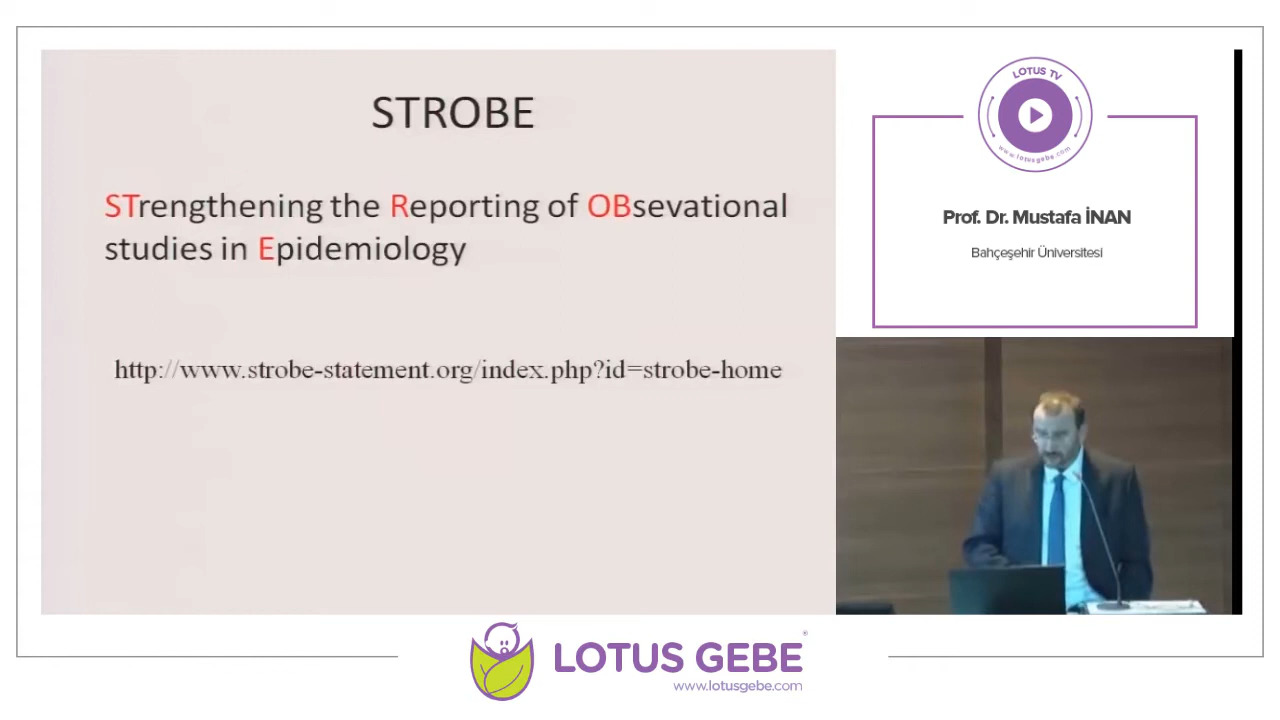 STROBE
STrengthening the Reporting of OBsevational
studies in Epidemiology
http://www.strobe-statement.org/index.php?id=strobe-home
LOTUS TV
www.lotusgebe.com
Prof. Dr. Mustafa İNAN
Bahçeşehir Üniversitesi
LOTUS GEBE®
www.lotusgebe.com